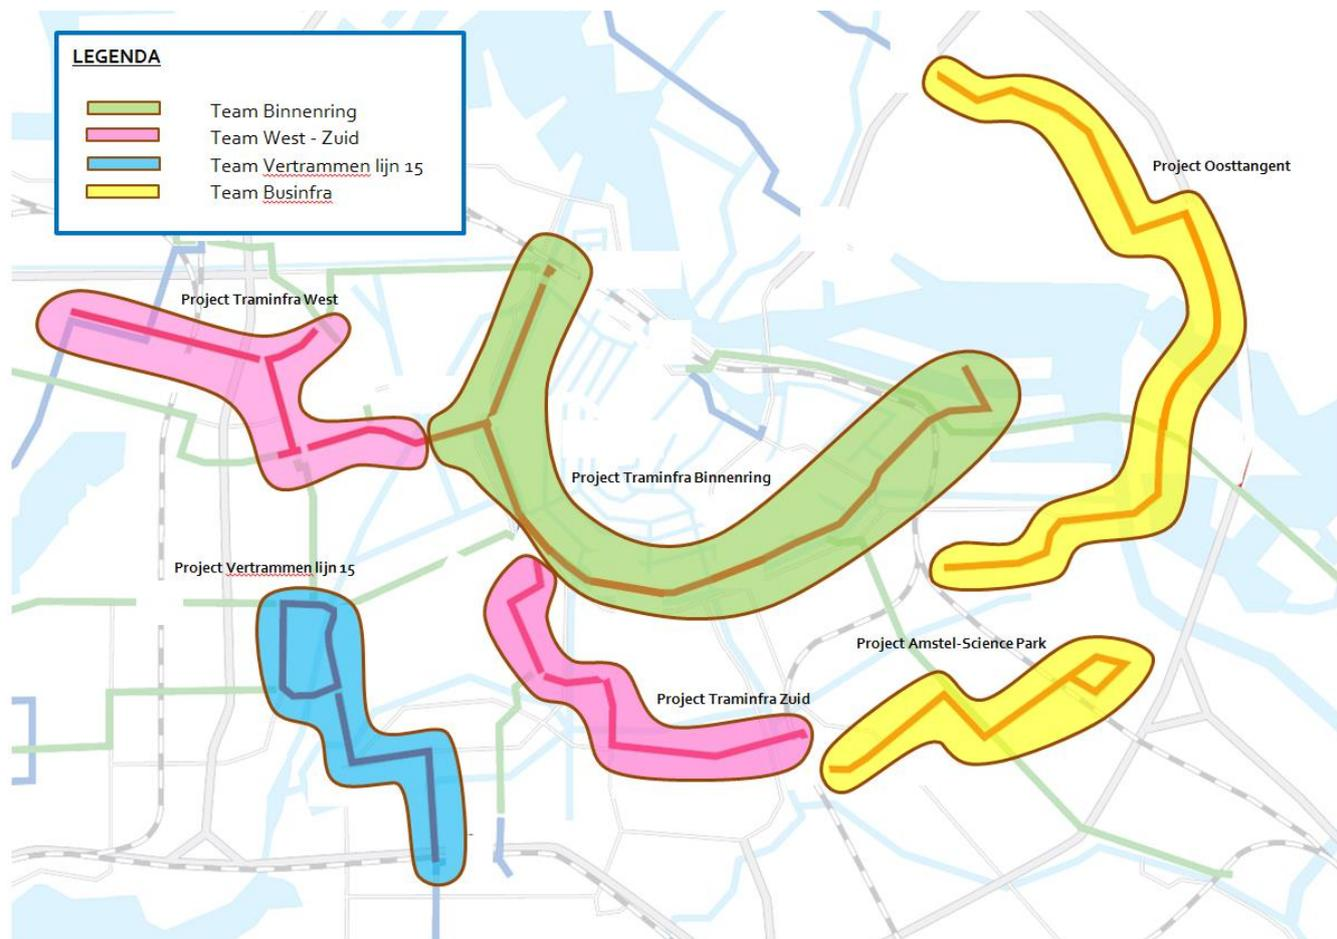 LEGENDA
Team Binnenring
Team West - Zuid
Team Vertrammen lijn 15
Team Businfra
Project Oosttangent
Project Traminfra West
Project Traminfra Binnenring
Project Vertrammen lijn 15
Project Amstel-Science Park
Project Traminfra Zuid